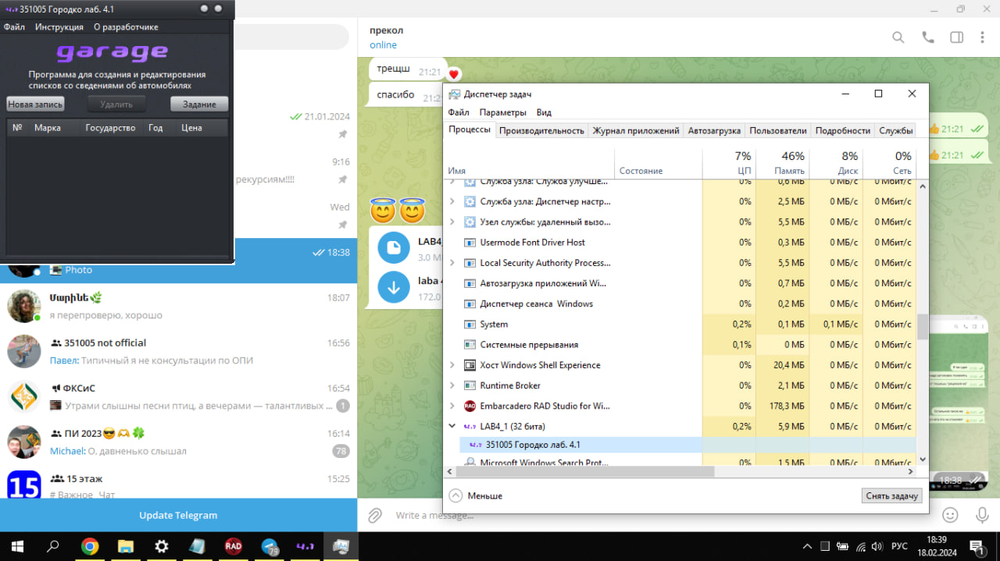 4.1 351005 Городко лаб. 4.1
Файл Инструкция О разработчике
garage
Программа для создания и редактирования
списков со сведениями об автомобилях
Новая запись Удалить Задание
№ Марка Государство Год Цена
21.01.2024
9:16
рекурсиям!!!!
Wed
18:38
Photo
Մարինե🌿 18:07
я перепроверю, хорошо
351005 not official 16:56
Павел: Типичный я не консультации по ОПИ
ФКСиС 16:54
Утрами слышны песни птиц, а вечерами — талантливых ... 1
ПИ 2023😎🫶🍀 16:14
Michael: О, давненько слышал 78
15
15 этаж 15:25
# Важное Чат
Update Telegram
прекол
online
трещш 21:21
спасибо 21:2
👍 21:21
👍 21:21
😇😇
LAB4_
3.0 М
laba 4
172.0
18:38
Write a message...
Диспетчер задач
Файл Параметры Вид
Процессы Производительность Журнал приложений Автозагрузка Пользователи Подробности Службы
7% 46% 8% 0%
Имя Состояние ЦП Память Диск Сеть
Служба узла: Служба улучше... 0% 0,6 МБ 0 МБ/с 0 Мбит/с
Служба узла: Диспетчер настр... 0% 2,5 МБ 0 МБ/с 0 Мбит/с
Узел службы: удаленный вызо... 0% 5,5 МБ 0 МБ/с 0 Мбит/с
Usermode Font Driver Host 0% 0,3 МБ 0 МБ/с 0 Мбит/с
Local Security Authority Process... 0% 5,5 МБ 0 МБ/с 0 Мбит/с
Автозагрузка приложений Wi... 0% 0,7 МБ 0 МБ/с 0 Мбит/с
Диспетчер сеанса Windows 0% 0,2 МБ 0 МБ/с 0 Мбит/с
System 0,2% 0,1 МБ 0,1 МБ/с 0 Мбит/с
Системные прерывания 0,1% 0 МБ 0 МБ/с 0 Мбит/с
Хост Windows Shell Experience 0% 20,4 МБ 0 МБ/с 0 Мбит/с
Runtime Broker 0% 2,1 МБ 0 МБ/с 0 Мбит/с
RAD Embarcadero RAD Studio for Wi... 0% 178,3 МБ 0 МБ/с 0 Мбит/с
4.1 LAB4_1 (32 бита) 0,2% 5,9 МБ 0 МБ/с 0 Мбит/с
4.1 351005 Городко лаб. 4.1
Microsoft Windows Search Prot... 0% 1,5 МБ 0 МБ/с 0 Мбит/с
Меньше Снять задачу
RAD 79 4.1 РУС 18:39
18.02.2024 1